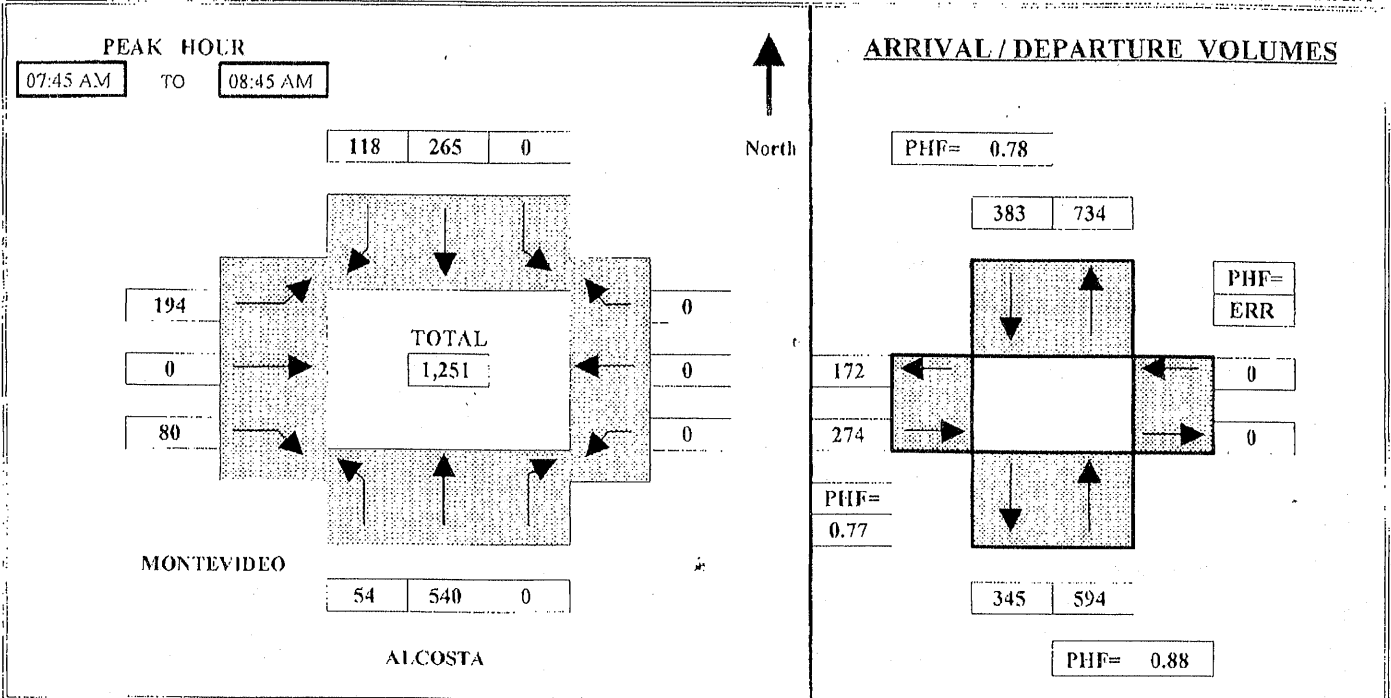 PEAK HOUR
07:45 AM TO 08:45 AM
North
118 265 0
194
0
80
TOTAL
1,251
0
0
0
MONTEVIDEO
54 540 0
ALCOSTA
ARRIVAL / DEPARTURE VOLUMES
PHF= 0.78
383 734
PHF=
ERR
172
274
0
0
PHF=
0.77
345 594
PHF= 0.88